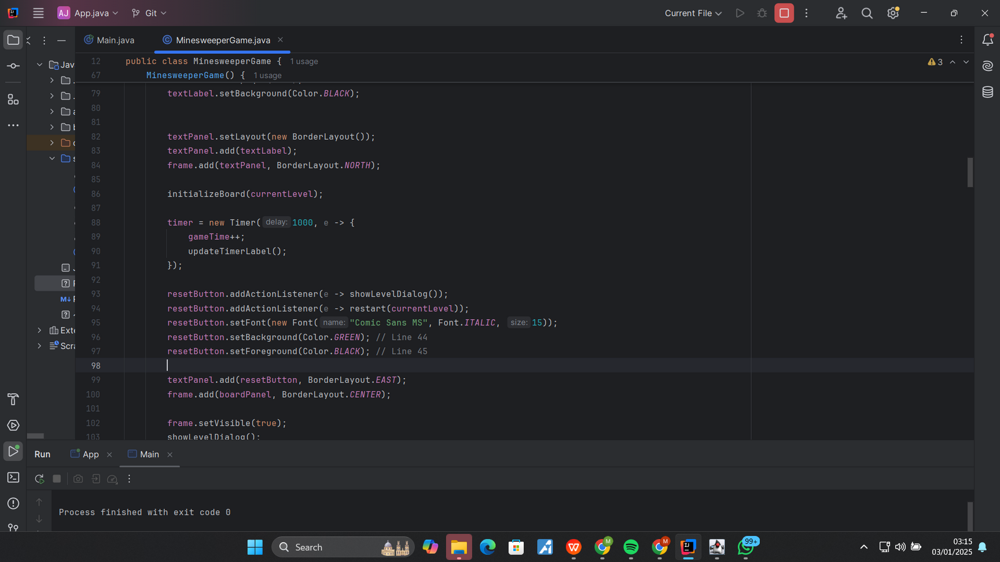 AJ App.java Git Current File
Main.java MinesweeperGame.java
12 public class MinesweeperGame { 1 usage 3
67 MinesweeperGame() { 1 usage
79 textLabel.setBackground(Color.BLACK);
80
81
82 textPanel.setLayout(new BorderLayout());
83 textPanel.add(textLabel);
84 frame.add(textPanel, BorderLayout.NORTH);
85
86 initializeBoard(currentLevel);
87
88 timer = new Timer( delay: 1000, e -> {
89 gameTime++;
90 updateTimerLabel();
91 });
92
93 resetButton.addActionListener(e -> showLevelDialog());
94 resetButton.addActionListener(e -> restart(currentLevel));
95 resetButton.setFont(new Font( name: "Comic Sans MS", Font.ITALIC, size: 15));
96 resetButton.setBackground(Color.GREEN); // Line 44
97 resetButton.setForeground(Color.BLACK); // Line 45
98
99 textPanel.add(resetButton, BorderLayout.EAST);
100 frame.add(boardPanel, BorderLayout.CENTER);
101
102 frame.setVisible(true);
103 showLevelDialog();
Jav
Exte
Scra
Run App Main
Process finished with exit code 0
Search
99+
03:15
03/01/2025